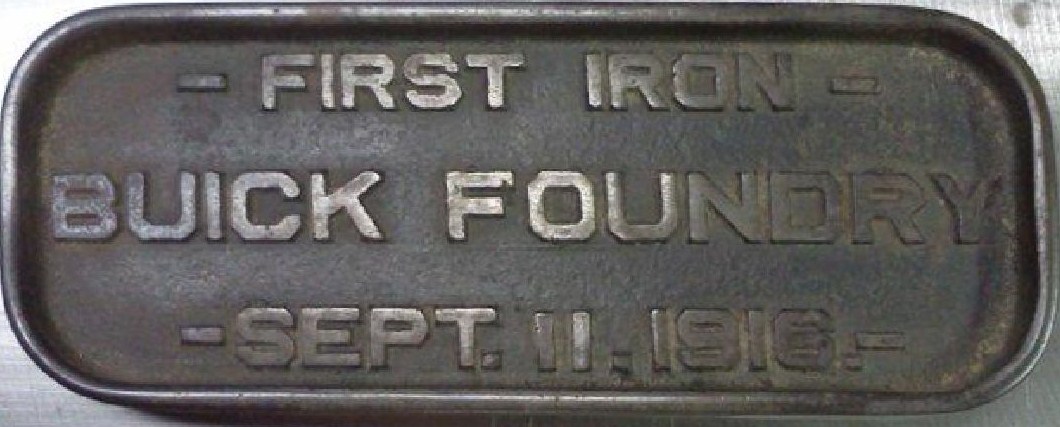 - FIRST IRON -
BUICK FOUNDRY
-SEPT. 11, 1916.-